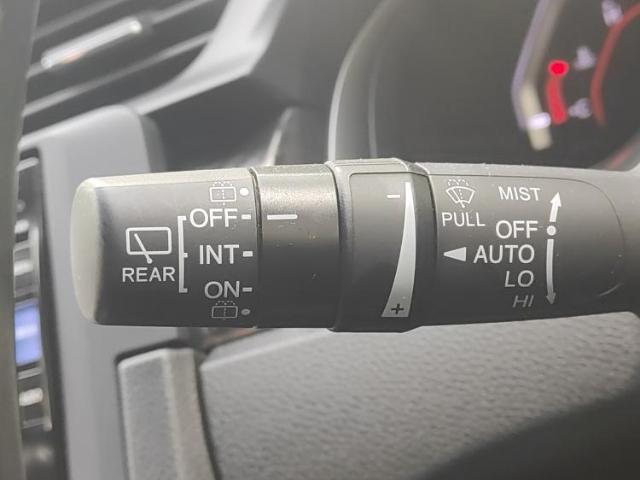 OFF
INT
ON
REAR
−
+
PULL
MIST
OFF
AUTO
LO
HI